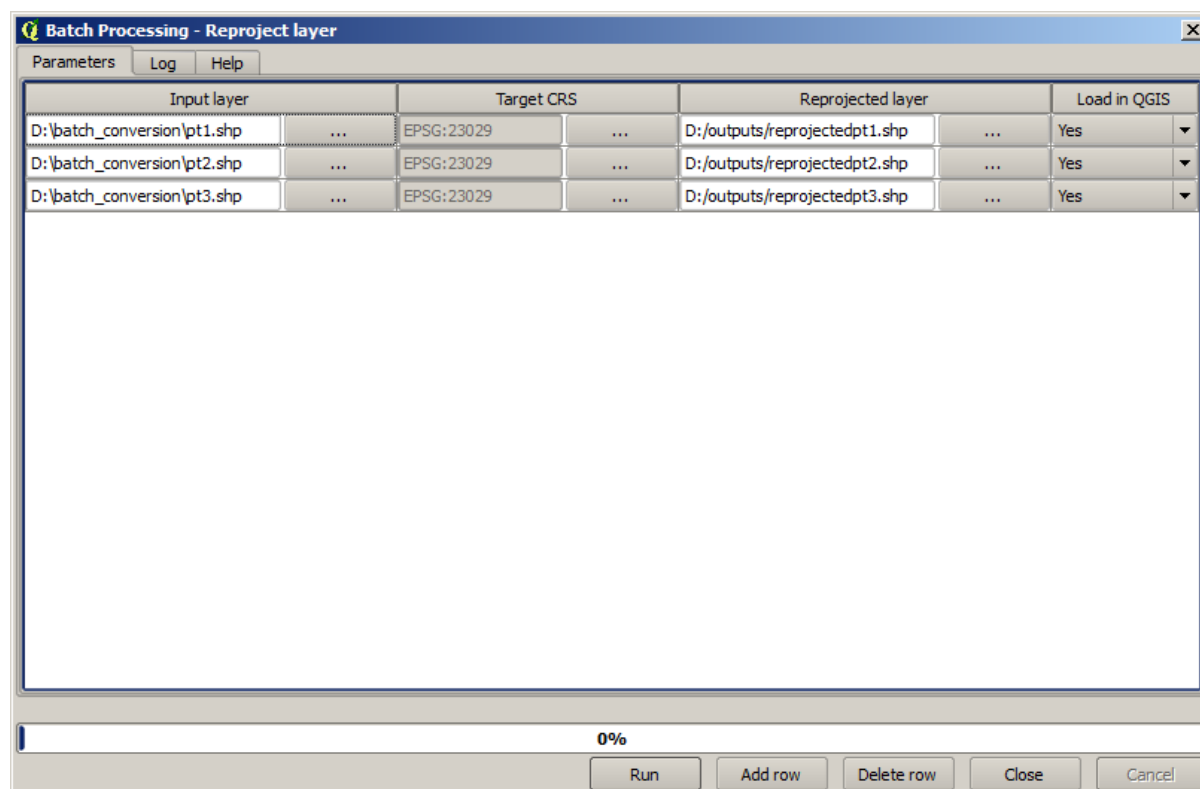 Batch Processing - Reproject layer
Parameters Log Help
Input layer Target CRS Reprojected layer Load in QGIS
D:\batch_conversion\pt1.shp ... EPSG:23029 ... D:/outputs/reprojectedpt1.shp ... Yes
D:\batch_conversion\pt2.shp ... EPSG:23029 ... D:/outputs/reprojectedpt2.shp ... Yes
D:\batch_conversion\pt3.shp ... EPSG:23029 ... D:/outputs/reprojectedpt3.shp ... Yes
0%
Run Add row Delete row Close Cancel